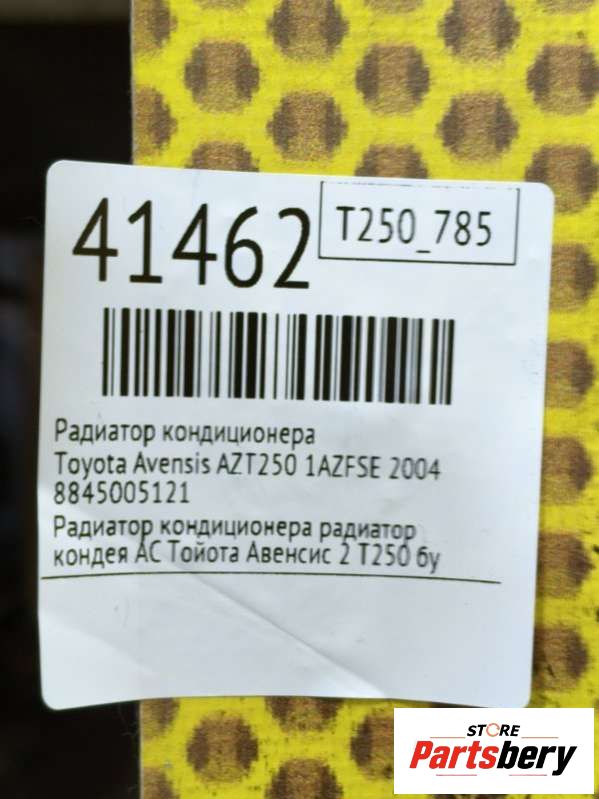 41462
T250_785
Радиатор кондиционера
Toyota Avensis AZT250 1AZFSE 2004
8845005121
Радиатор кондиционера радиатор
кондея АС Тойота Авенсис 2 Т250 бу
STORE
Partsbery